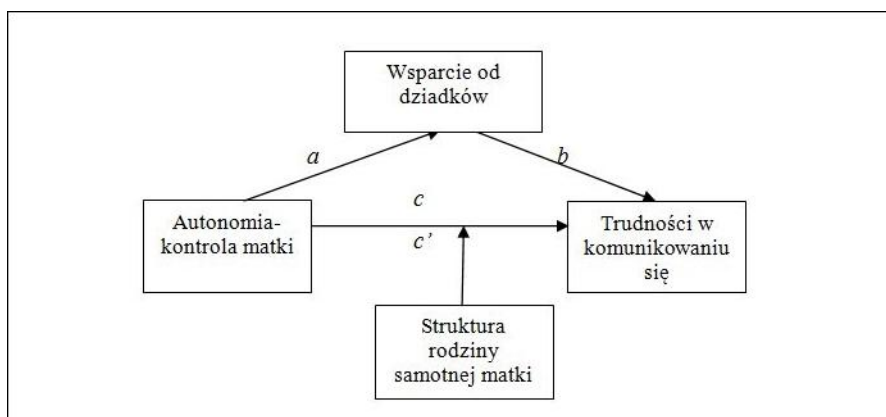 Wsparcie od
dziadków
a
b
c
Autonomia-
kontrola matki
c’
Trudności w
komunikowaniu
się
Struktura
rodziny
samotnej matki